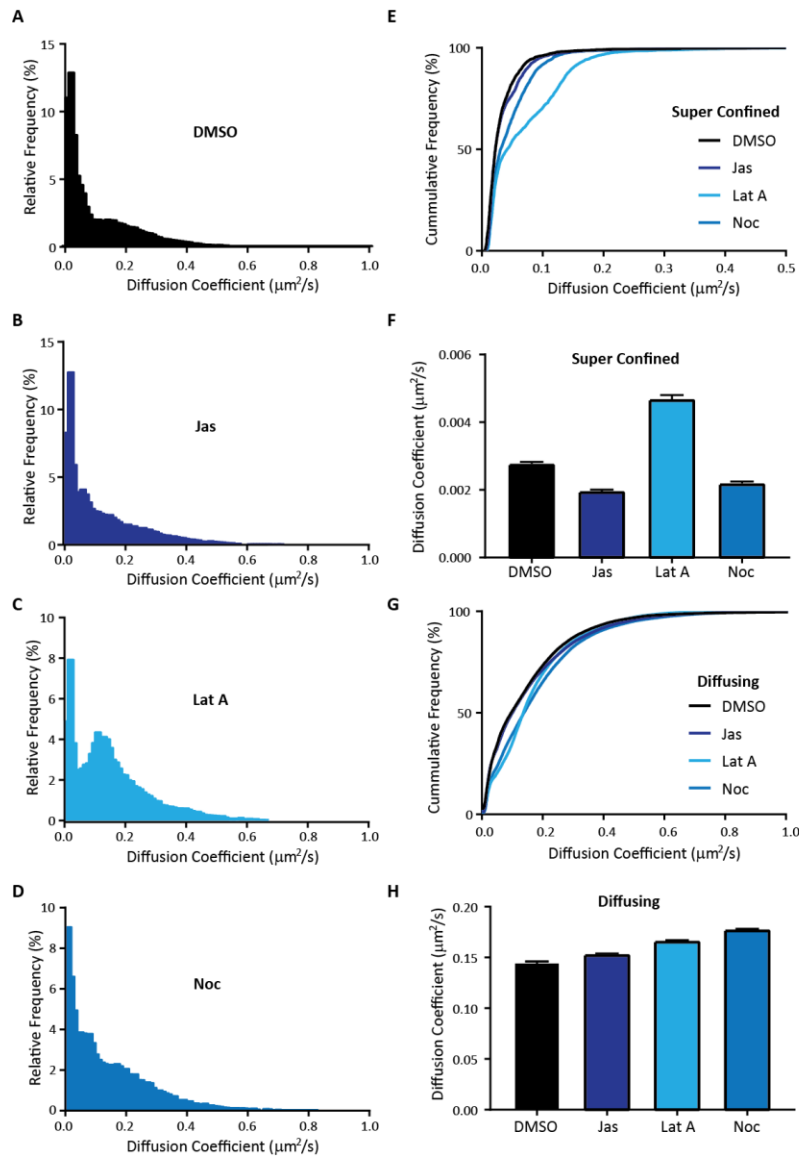 A
Relative Frequency (%)
15
10
5
0
DMSO
0.0 0.2 0.4 0.6 0.8 1.0
Diffusion Coefficient (μm²/s)
B
Relative Frequency (%)
15
10
5
0
Jas
0.0 0.2 0.4 0.6 0.8 1.0
Diffusion Coefficient (μm²/s)
C
Relative Frequency (%)
10
8
6
4
2
0
Lat A
0.0 0.2 0.4 0.6 0.8 1.0
Diffusion Coefficient (μm²/s)
D
Relative Frequency (%)
10
8
6
4
2
0
Noc
0.0 0.2 0.4 0.6 0.8 1.0
Diffusion Coefficient (μm²/s)
E
Cummulative Frequency (%)
100
50
0
Super Confined
DMSO
Jas
Lat A
Noc
0.0 0.1 0.2 0.3 0.4 0.5
Diffusion Coefficient (μm²/s)
F
Super Confined
Diffusion Coefficient (μm²/s)
0.006
0.004
0.002
0.000
DMSO Jas Lat A Noc
G
Cummulative Frequency (%)
100
50
0
Diffusing
DMSO
Jas
Lat A
Noc
0.0 0.2 0.4 0.6 0.8 1.0
Diffusion Coefficient (μm²/s)
H
Diffusing
Diffusion Coefficient (μm²/s)
0.20
0.15
0.10
0.05
0.00
DMSO Jas Lat A Noc